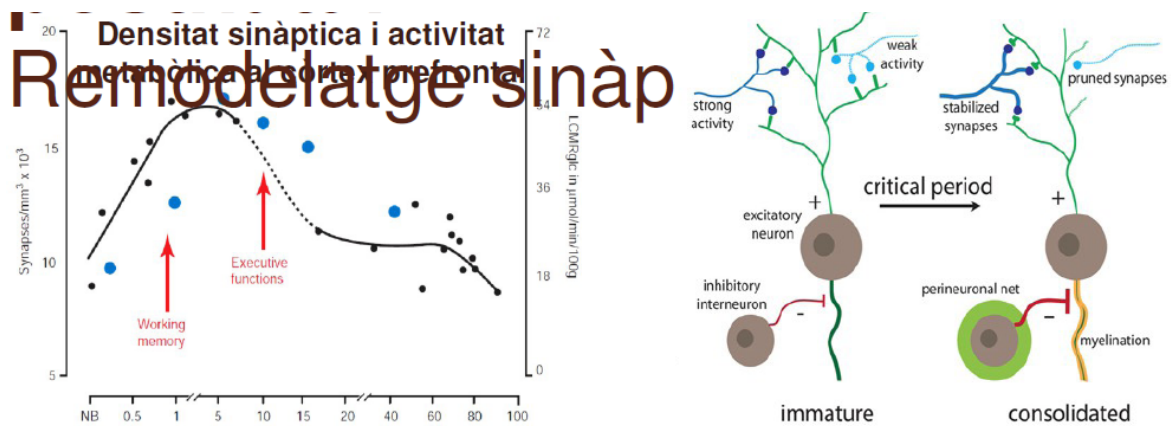 Remodelatge sinàp
Densitat sinàptica i activitat
metabòlica al còrtex prefrontal
Synapses/mm³ x 10³
20
15
10
5
72
54
36
18
0
LCMRglc in µmol/min/100g
Working
memory
Executive
functions
NB 0.5 1 5 10 15 20 40 60 80 100
strong
activity
weak
activity
excitatory
neuron
+
inhibitory
interneuron
-
immature
critical period
stabilized
synapses
pruned synapses
+
perineuronal net
-
myelination
consolidated